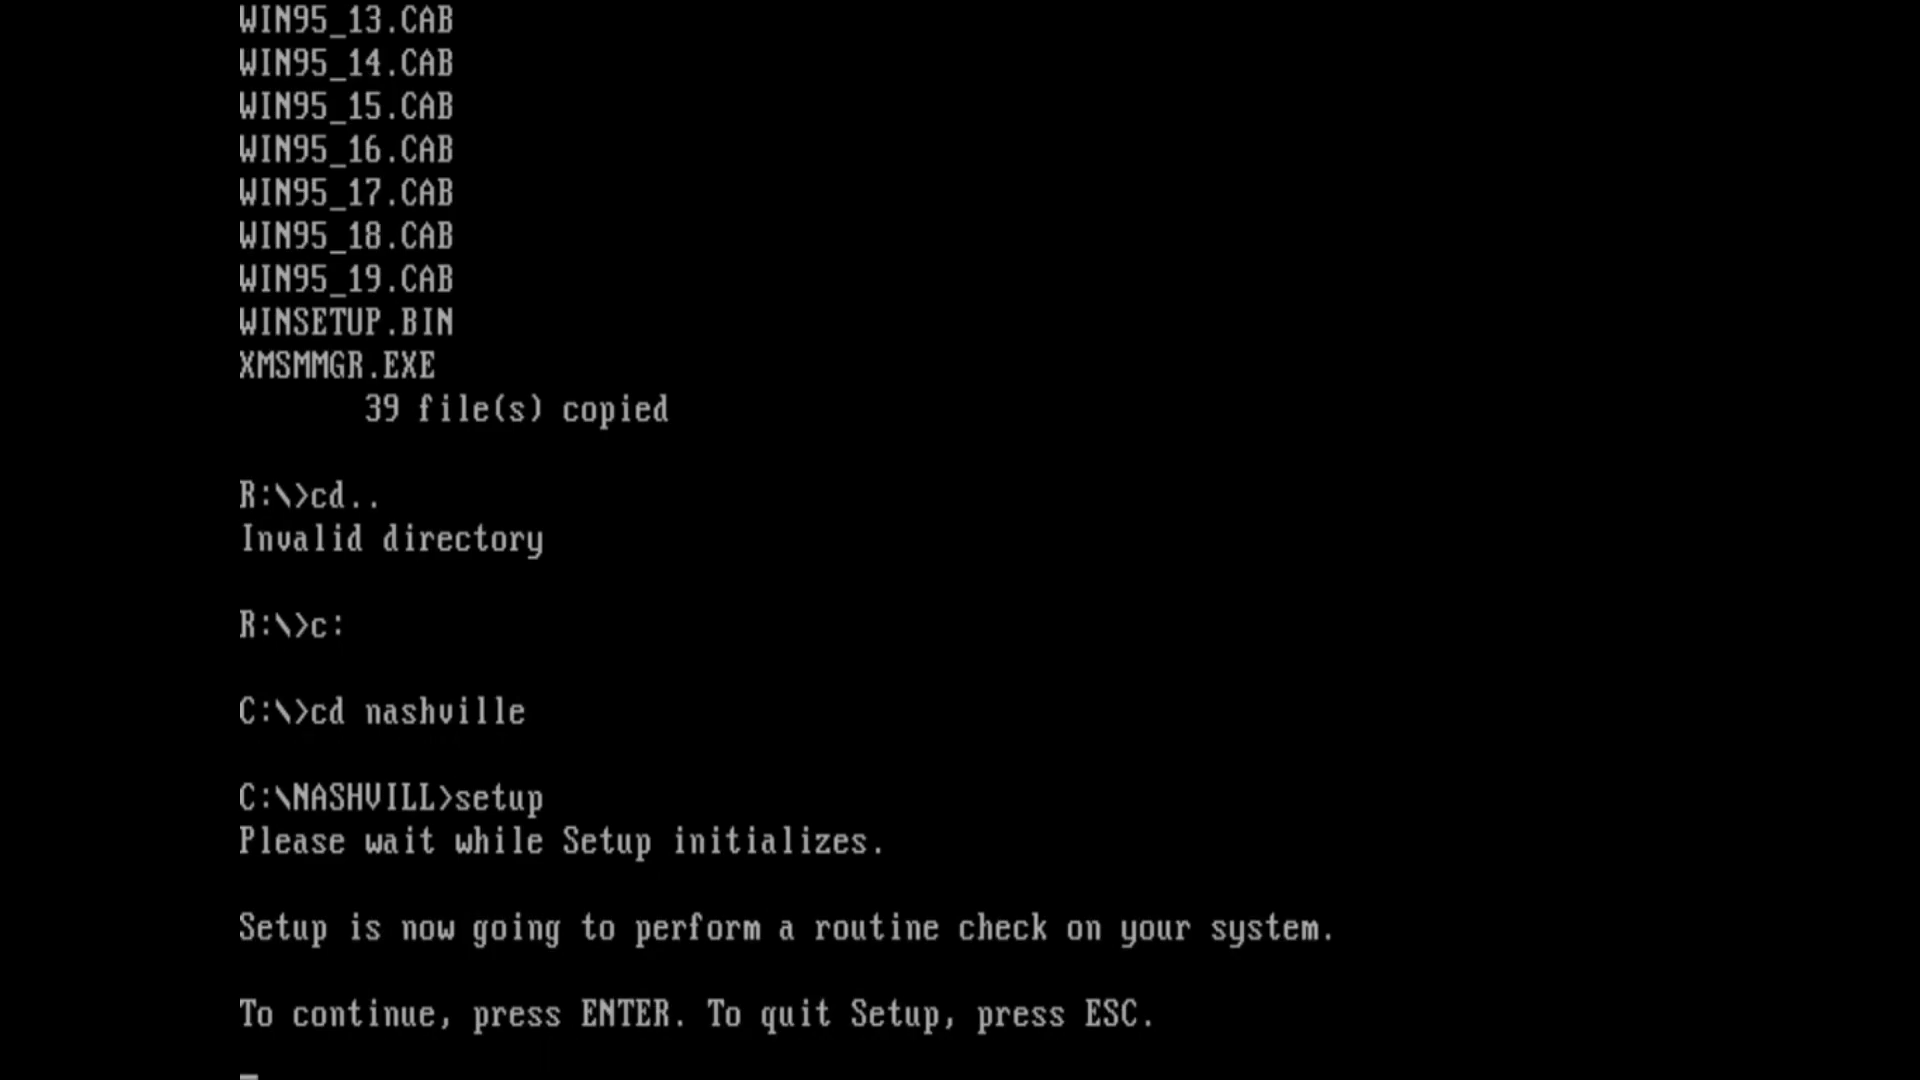 WIN95_13.CAB
WIN95_14.CAB
WIN95_15.CAB
WIN95_16.CAB
WIN95_17.CAB
WIN95_18.CAB
WIN95_19.CAB
WINSETUP.BIN
XMSMMGR.EXE
39 file(s) copied
R:\>cd..
Invalid directory
R:\>c:
C:\>cd nashville
C:\NASHVILL>setup
Please wait while Setup initializes.
Setup is now going to perform a routine check on your system.
To continue, press ENTER. To quit Setup, press ESC.